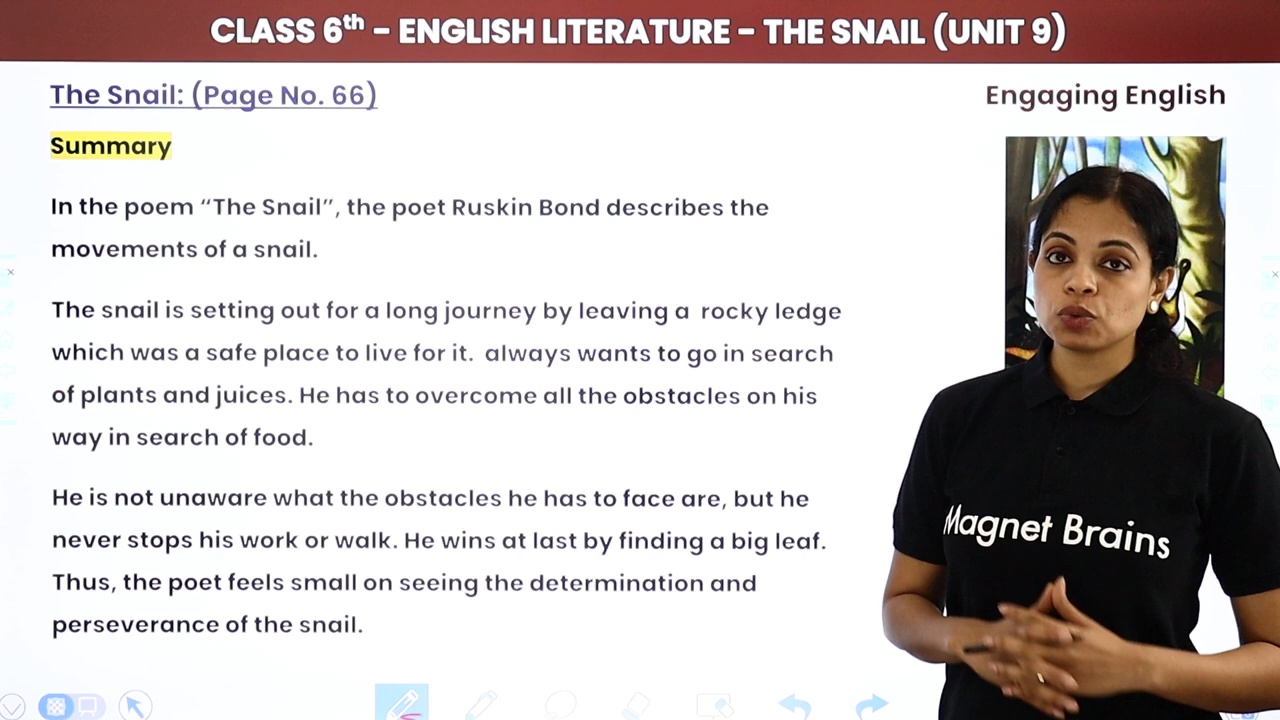 CLASS 6th - ENGLISH LITERATURE - THE SNAIL (UNIT 9)
The Snail: (Page No. 66)
Engaging English
Summary
In the poem “The Snail”, the poet Ruskin Bond describes the
movements of a snail.
The snail is setting out for a long journey by leaving a rocky ledge
which was a safe place to live for it. always wants to go in search
of plants and juices. He has to overcome all the obstacles on his
way in search of food.
He is not unaware what the obstacles he has to face are, but he
never stops his work or walk. He wins at last by finding a big leaf.
Thus, the poet feels small on seeing the determination and
perseverance of the snail.
Magnet Brains